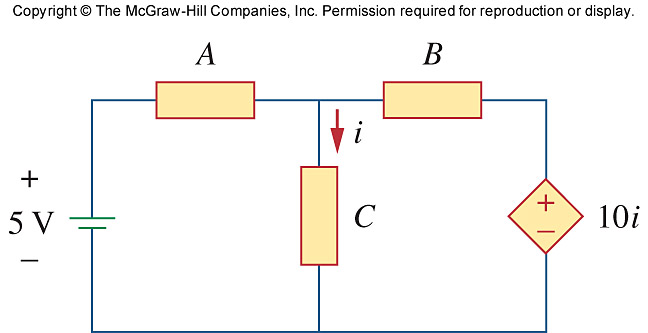 Copyright © The McGraw-Hill Companies, Inc. Permission required for reproduction or display.
A
B
i
+
5 V
−
C
+
−
10i